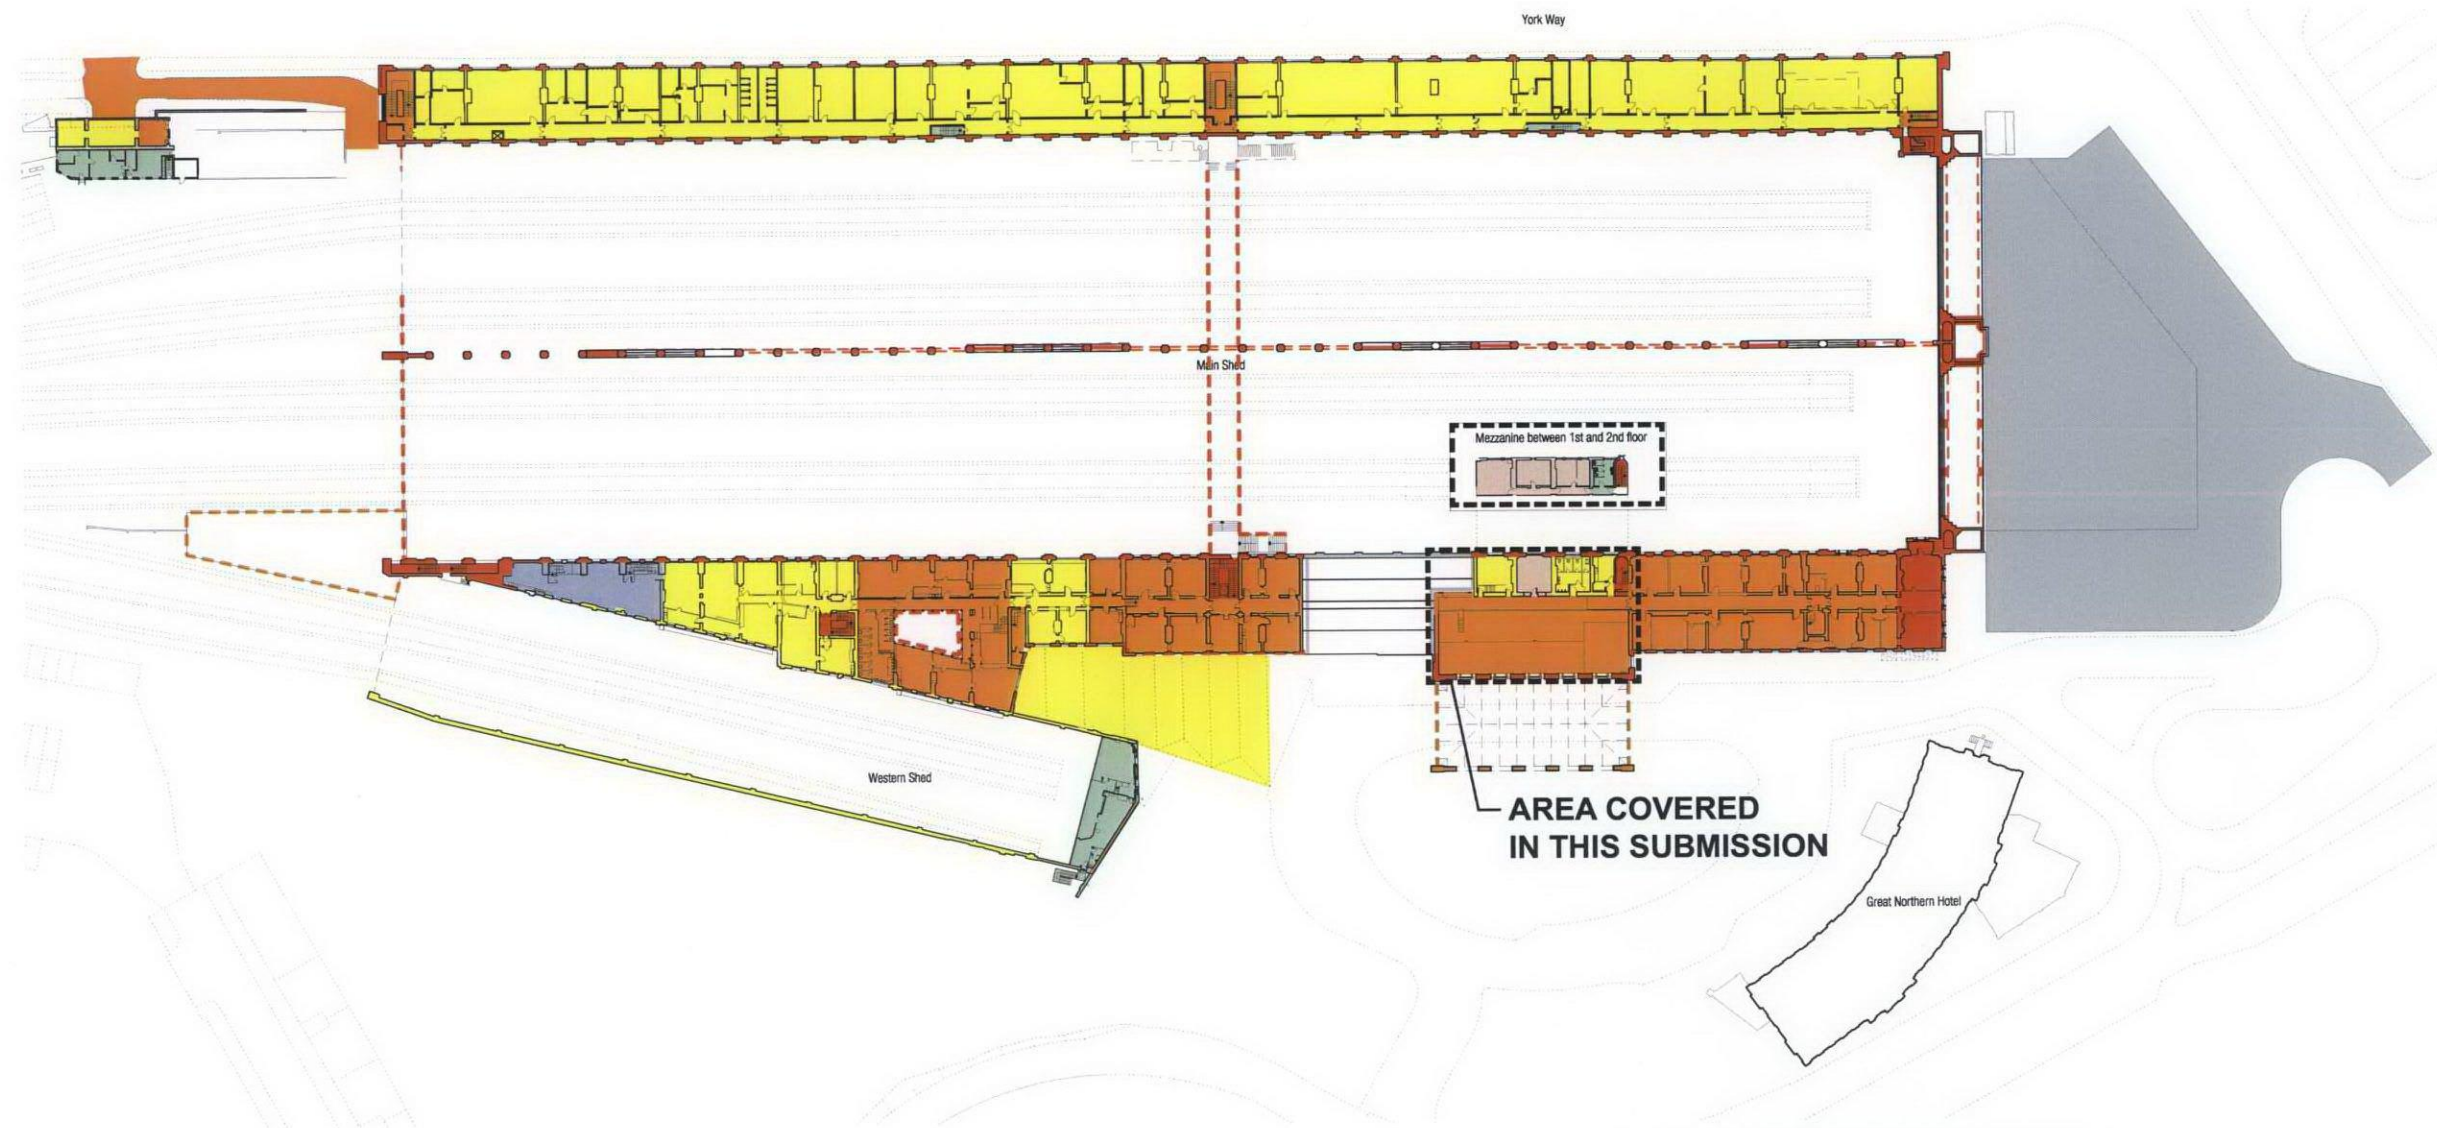 York Way
Main Shed
Mezzanine between 1st and 2nd floor
Western Shed
AREA COVERED
IN THIS SUBMISSION
Great Northern Hotel